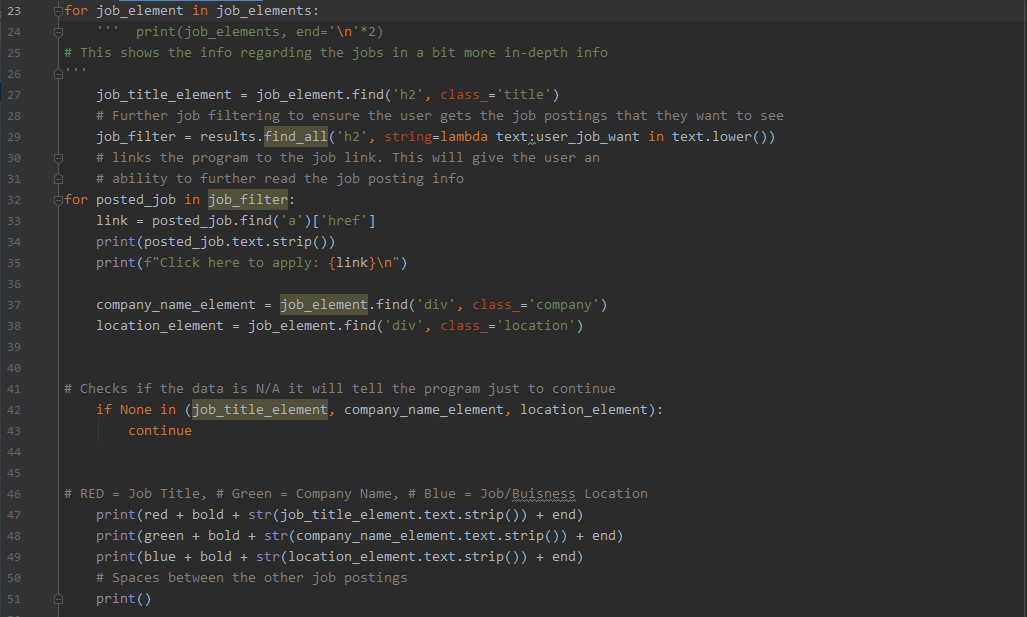 23 for job_element in job_elements:
24     '''  print(job_elements, end='\n'*2)
25 # This shows the info regarding the jobs in a bit more in-depth info
26 '''
27     job_title_element = job_element.find('h2', class_='title')
28     # Further job filtering to ensure the user gets the job postings that they want to see
29     job_filter = results.find_all('h2', string=lambda text:user_job_want in text.lower())
30     # links the program to the job link. This will give the user an
31     # ability to further read the job posting info
32 for posted_job in job_filter:
33     link = posted_job.find('a')['href']
34     print(posted_job.text.strip())
35     print(f"Click here to apply: {link}\n")
36
37     company_name_element = job_element.find('div', class_='company')
38     location_element = job_element.find('div', class_='location')
39
40
41 # Checks if the data is N/A it will tell the program just to continue
42     if None in (job_title_element, company_name_element, location_element):
43         continue
44
45
46 # RED = Job Title, # Green = Company Name, # Blue = Job/Buisness Location
47     print(red + bold + str(job_title_element.text.strip()) + end)
48     print(green + bold + str(company_name_element.text.strip()) + end)
49     print(blue + bold + str(location_element.text.strip()) + end)
50     # Spaces between the other job postings
51     print()